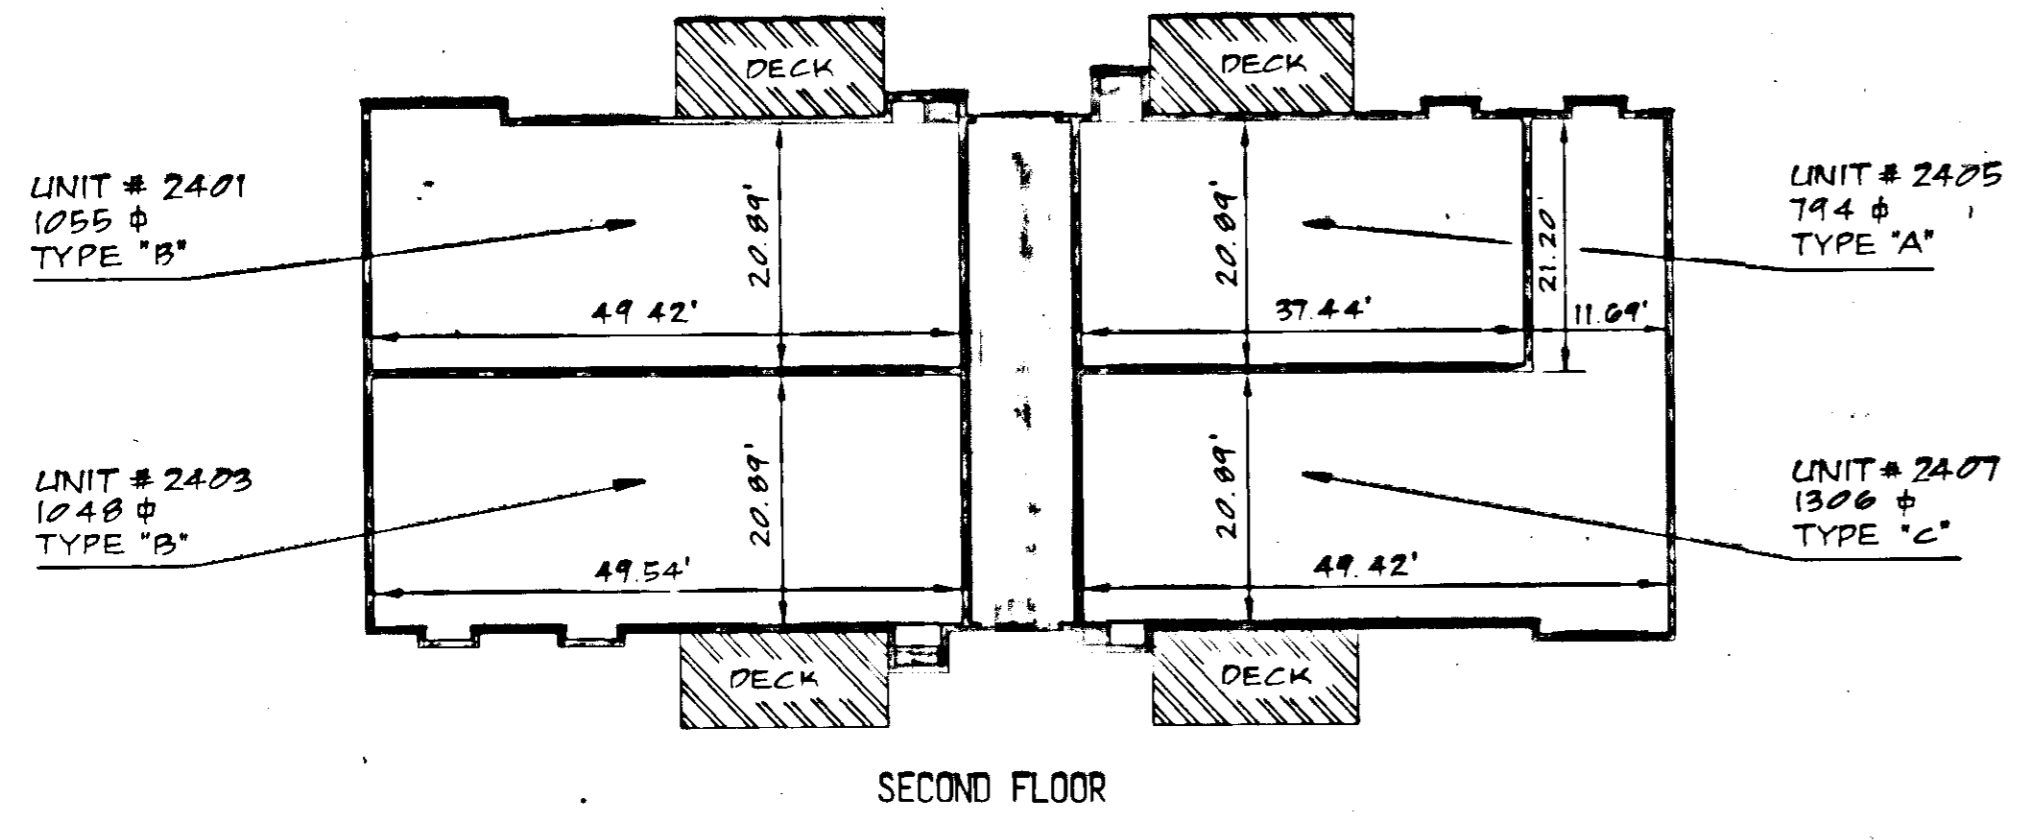 DECK
DECK
UNIT # 2401
1055 ⌽
TYPE "B"
20.89'
49.42'
20.89'
37.44'
21.20'
11.69'
UNIT # 2405
794 ⌽
TYPE "A"
UNIT # 2403
1048 ⌽
TYPE "B"
20.89'
49.54'
20.89'
49.42'
UNIT # 2407
1306 ⌽
TYPE "C"
DECK
DECK
SECOND FLOOR